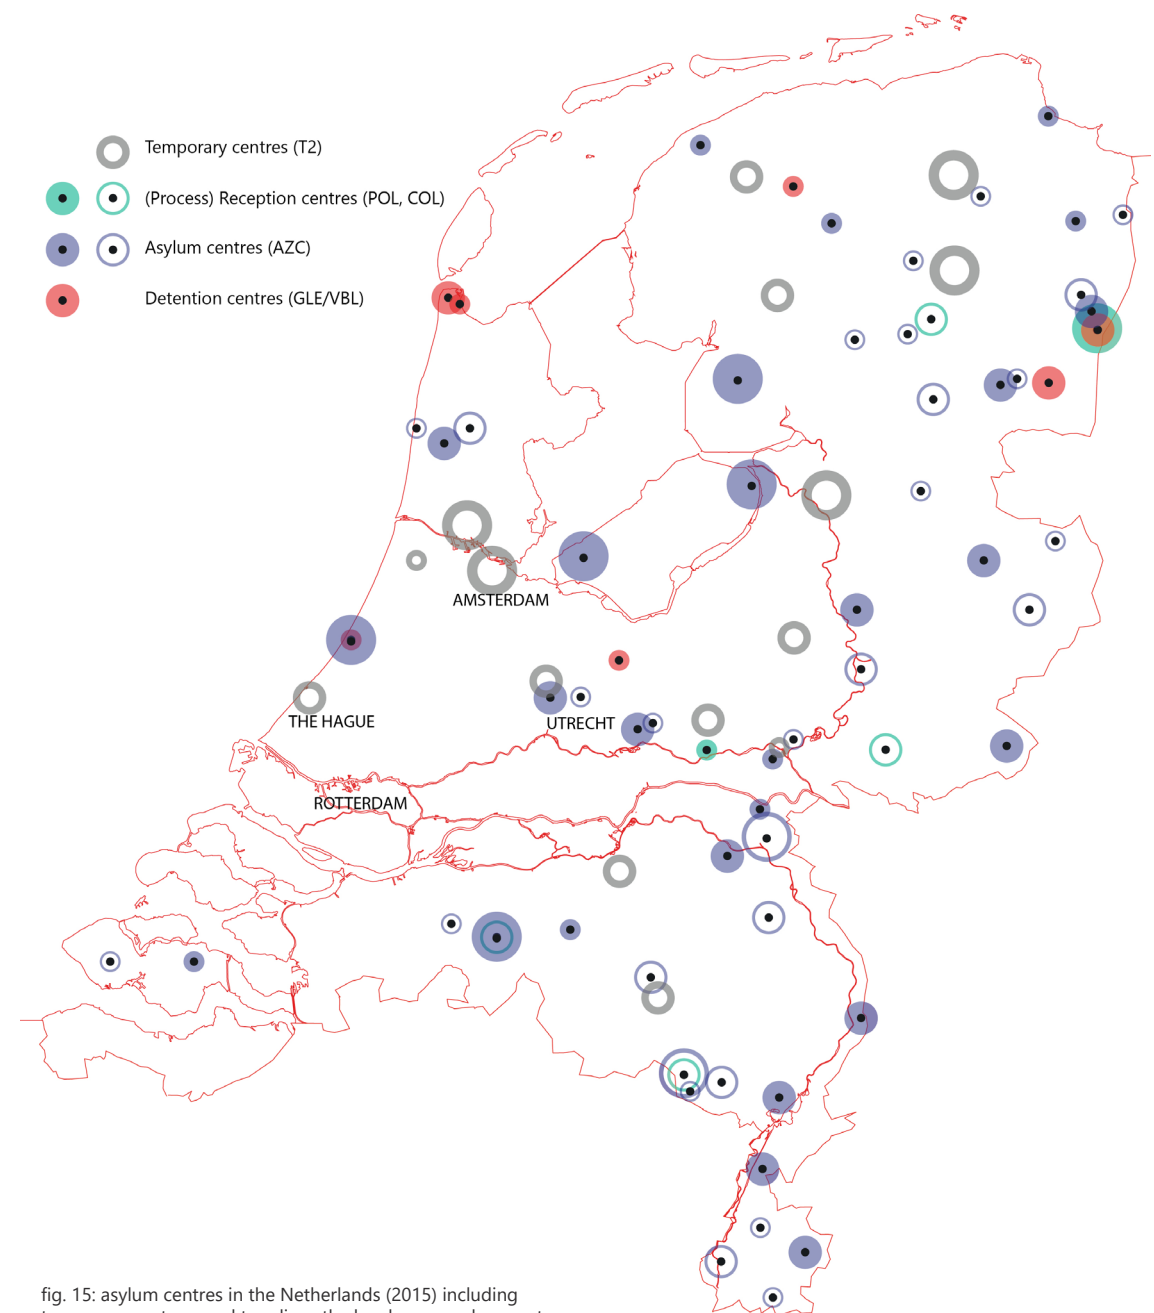 Temporary centres (T2)
(Process) Reception centres (POL, COL)
Asylum centres (AZC)
Detention centres (GLE/VBL)
AMSTERDAM
THE HAGUE
UTRECHT
ROTTERDAM
fig. 15: asylum centres in the Netherlands (2015) including